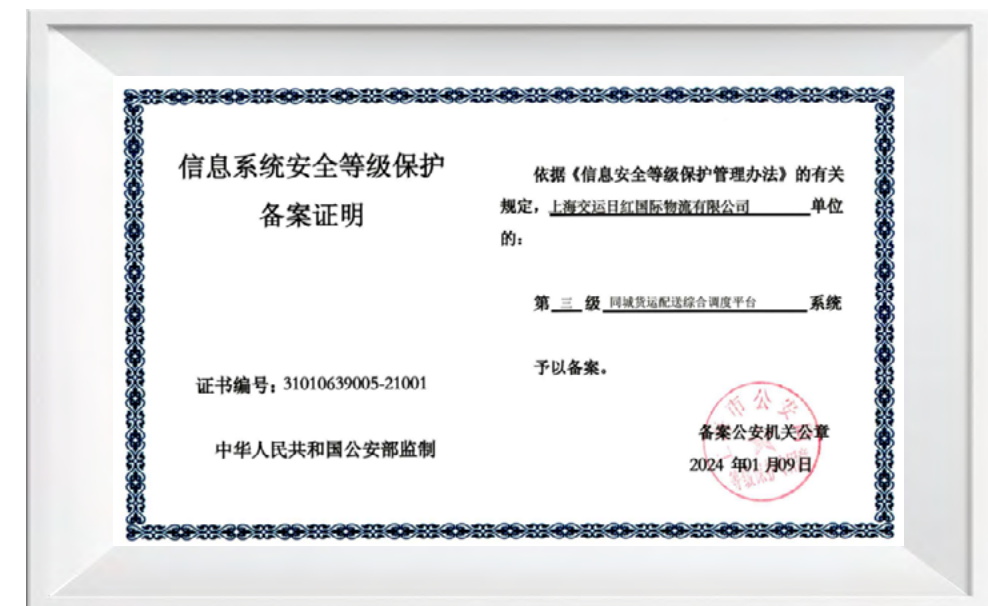 信息系统安全等级保护
备案证明
证书编号：31010639005-21001
中华人民共和国公安部监制
依据《信息安全等级保护管理办法》的有关
规定，上海交运日红国际物流有限公司 单位
的：
第 三 级 同城货运配送综合调度平台 系统
予以备案。
市公安
备案公安机关公章
2024 年01 月09日